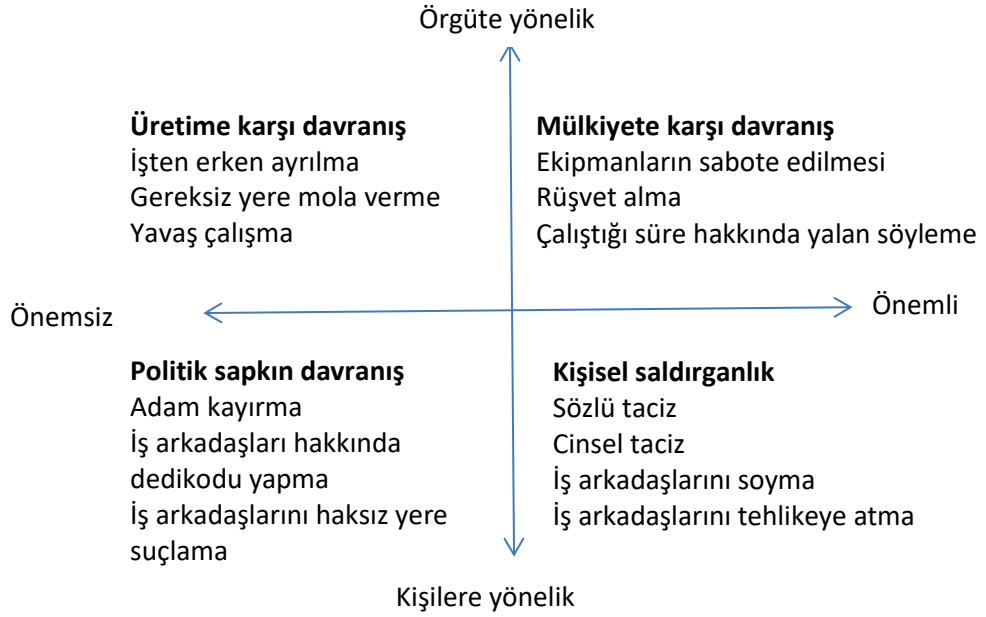 Örgüte yönelik
Üretime karşı davranış
İşten erken ayrılma
Gereksiz yere mola verme
Yavaş çalışma
Mülkiyete karşı davranış
Ekipmanların sabote edilmesi
Rüşvet alma
Çalıştığı süre hakkında yalan söyleme
Önemsiz
Önemli
Politik sapkın davranış
Adam kayırma
İş arkadaşları hakkında
dedikodu yapma
İş arkadaşlarını haksız yere
suçlama
Kişisel saldırganlık
Sözlü taciz
Cinsel taciz
İş arkadaşlarını soyma
İş arkadaşlarını tehlikeye atma
Kişilere yönelik